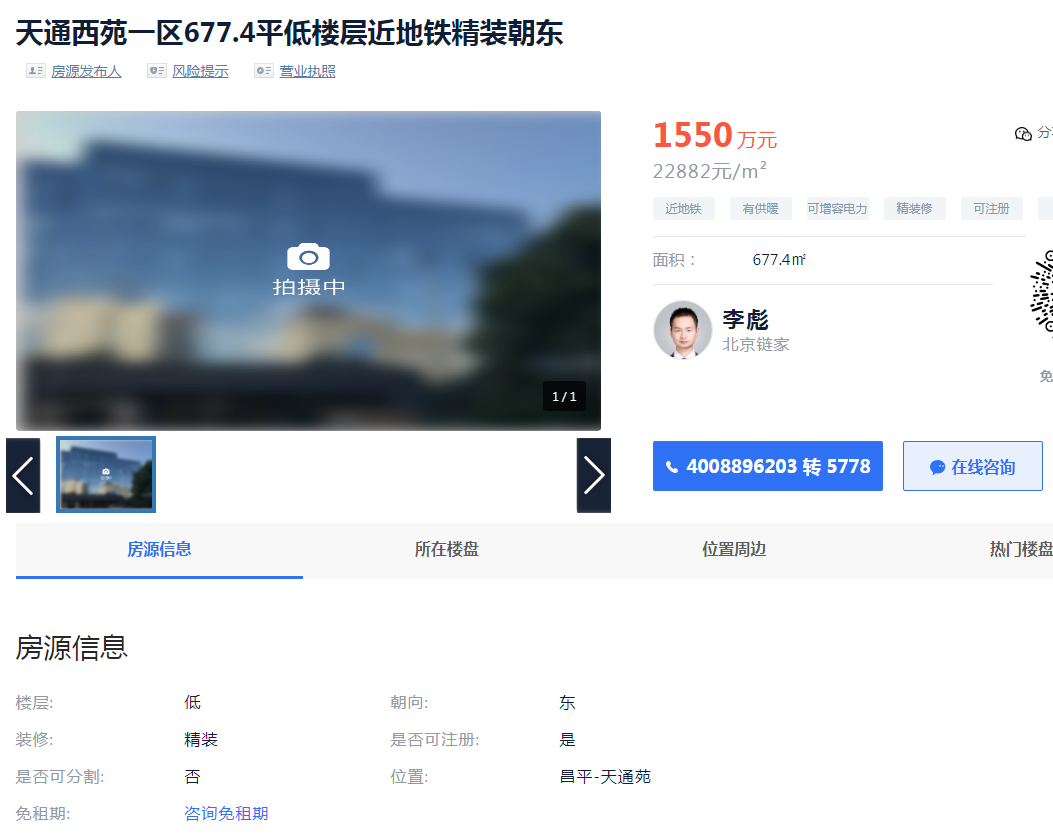 天通西苑一区677.4平低楼层近地铁精装朝东
房源发布人 风险提示 营业执照
拍摄中
1/1
1550万元
22882元/m²
近地铁 有供暖 可增容电力 精装修 可注册
面积： 677.4㎡
李彪
北京链家
免
4008896203 转 5778 在线咨询
房源信息 所在楼盘 位置周边 热门楼盘
房源信息
楼层: 低 朝向: 东
装修: 精装 是否可注册: 是
是否可分割: 否 位置: 昌平-天通苑
免租期: 咨询免租期